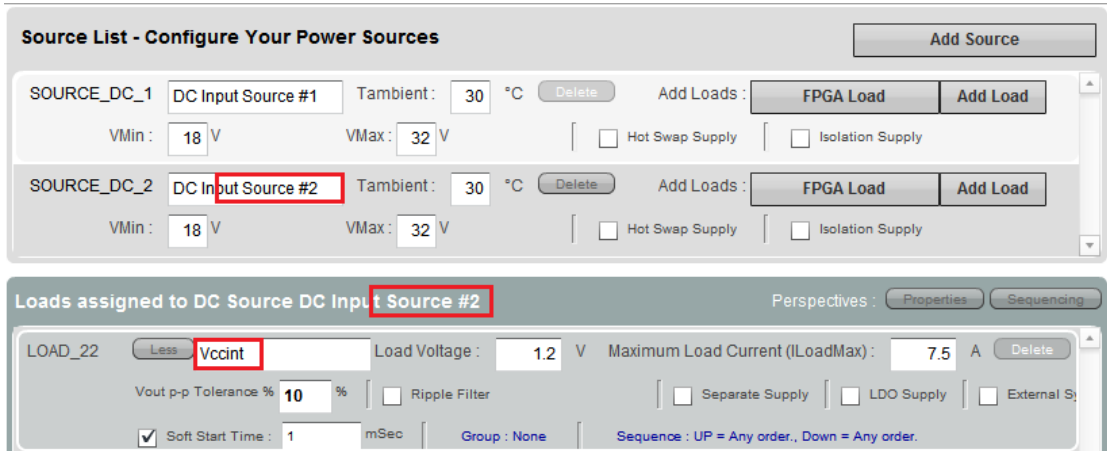 Source List - Configure Your Power Sources Add Source
SOURCE_DC_1 DC Input Source #1 Tambient : 30 °C Delete Add Loads : FPGA Load Add Load
VMin : 18 V VMax : 32 V Hot Swap Supply Isolation Supply
SOURCE_DC_2 DC Input Source #2 Tambient : 30 °C Delete Add Loads : FPGA Load Add Load
VMin : 18 V VMax : 32 V Hot Swap Supply Isolation Supply
Loads assigned to DC Source DC Input Source #2 Perspectives : Properties Sequencing
LOAD_22 Less Vccint Load Voltage : 1.2 V Maximum Load Current (ILoadMax) : 7.5 A Delete
Vout p-p Tolerance % 10 % Ripple Filter Separate Supply LDO Supply External
Soft Start Time : 1 mSec Group : None Sequence : UP = Any order., Down = Any order.